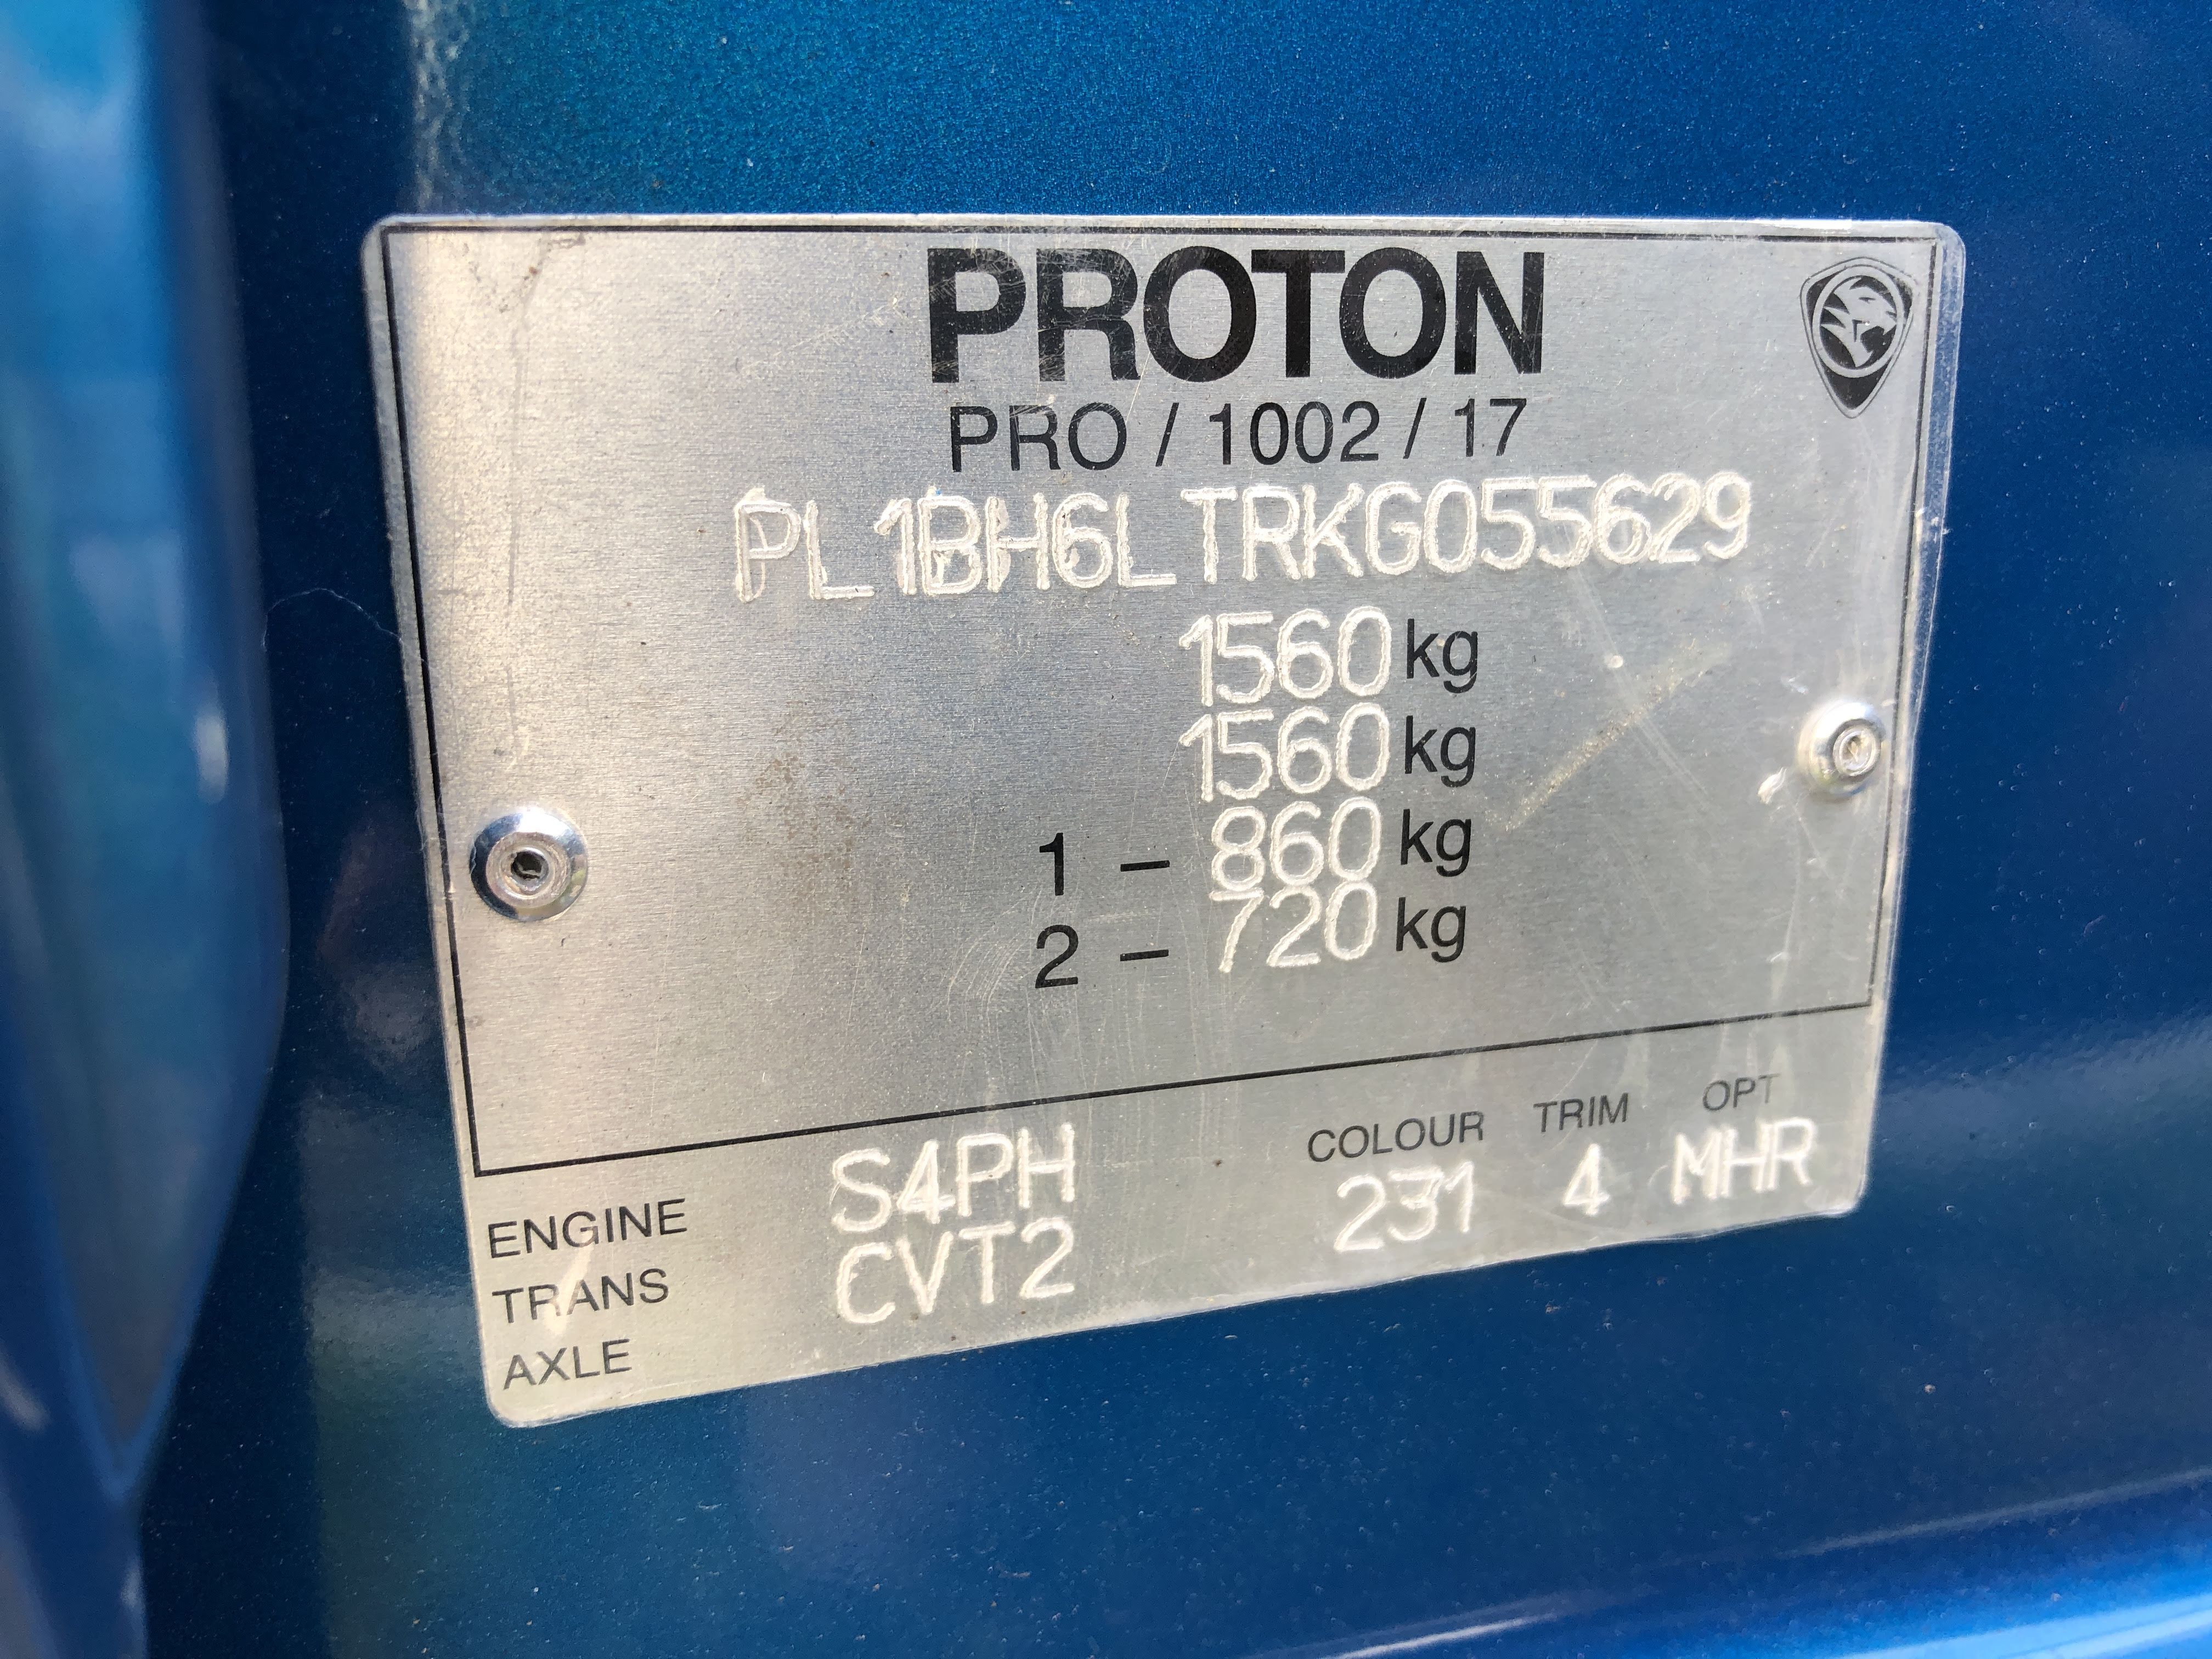 PROTON
PRO / 1002 / 17
PL1BH6LTRKG055629
1560 kg
1560 kg
1 - 860 kg
2 - 720 kg
COLOUR TRIM OPT
ENGINE S4PH 231 4 MHR
TRANS CVT2
AXLE